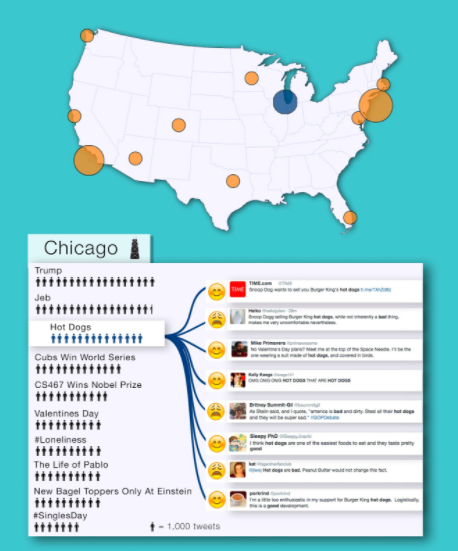 Chicago
Trump
Jeb
Hot Dogs
Cubs Win World Series
CS467 Wins Nobel Prize
Valentines Day
#Loneliness
The Life of Pablo
New Bagel Toppers Only At Einstein
#SinglesDay
= 1,000 tweets
TIME
TIME.com @TIME
Snoop Dog wants to sell you Burger King's hot dogs
Snoop Dogg selling Burger King hot dogs, while not inherently a bad thing,
makes me very uncomfortable nevertheless.
Mike Primavera
No Valentine's Day plans? Meet me at the top of the Space Needle. I'll be the
one wearing a suit made of hot dogs, and covered in birds.
Kelly Kaoga
OMG OMG OMG HOT DOGS THAT ARE HOT DOGS
Britney Summit-Gil
As Stalin said, and I quote, "america is bad and dirty. Steal all their hot dogs
and they will be super sad." #GOPDebate
Sleepy PhD
I think hot dogs are one of the easiest foods to eat and they taste pretty
good
kat
hot dogs are bad. Peanut Butter would not change this fact.
I'm a little too enthusiastic in my support for Burger King hot dogs. Logistically,
this is a good development.